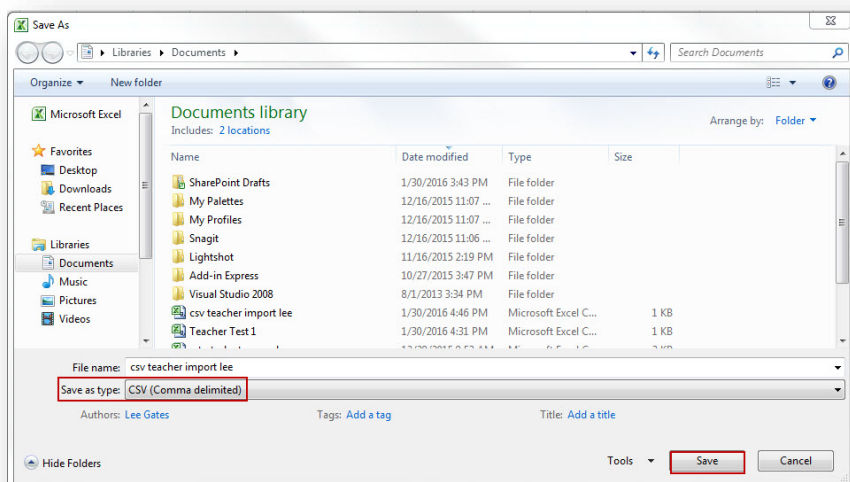 Save As
Libraries Documents Search Documents
Organize New folder
Microsoft Excel
Favorites
Desktop
Downloads
Recent Places
Libraries
Documents
Music
Pictures
Videos
Documents library
Includes: 2 locations
Arrange by: Folder
Name Date modified Type Size
SharePoint Drafts 1/30/2016 3:43 PM File folder
My Palettes 12/16/2015 11:07 ... File folder
My Profiles 12/16/2015 11:07 ... File folder
Snagit 12/16/2015 11:06 ... File folder
Lightshot 11/16/2015 2:19 PM File folder
Add-in Express 10/27/2015 3:47 PM File folder
Visual Studio 2008 8/1/2013 3:34 PM File folder
csv teacher import lee 1/30/2016 4:46 PM Microsoft Excel C... 1 KB
Teacher Test 1 1/30/2016 4:31 PM Microsoft Excel C... 1 KB
File name: csv teacher import lee
Save as type: CSV (Comma delimited)
Authors: Lee Gates Tags: Add a tag Title: Add a title
Hide Folders Tools Save Cancel